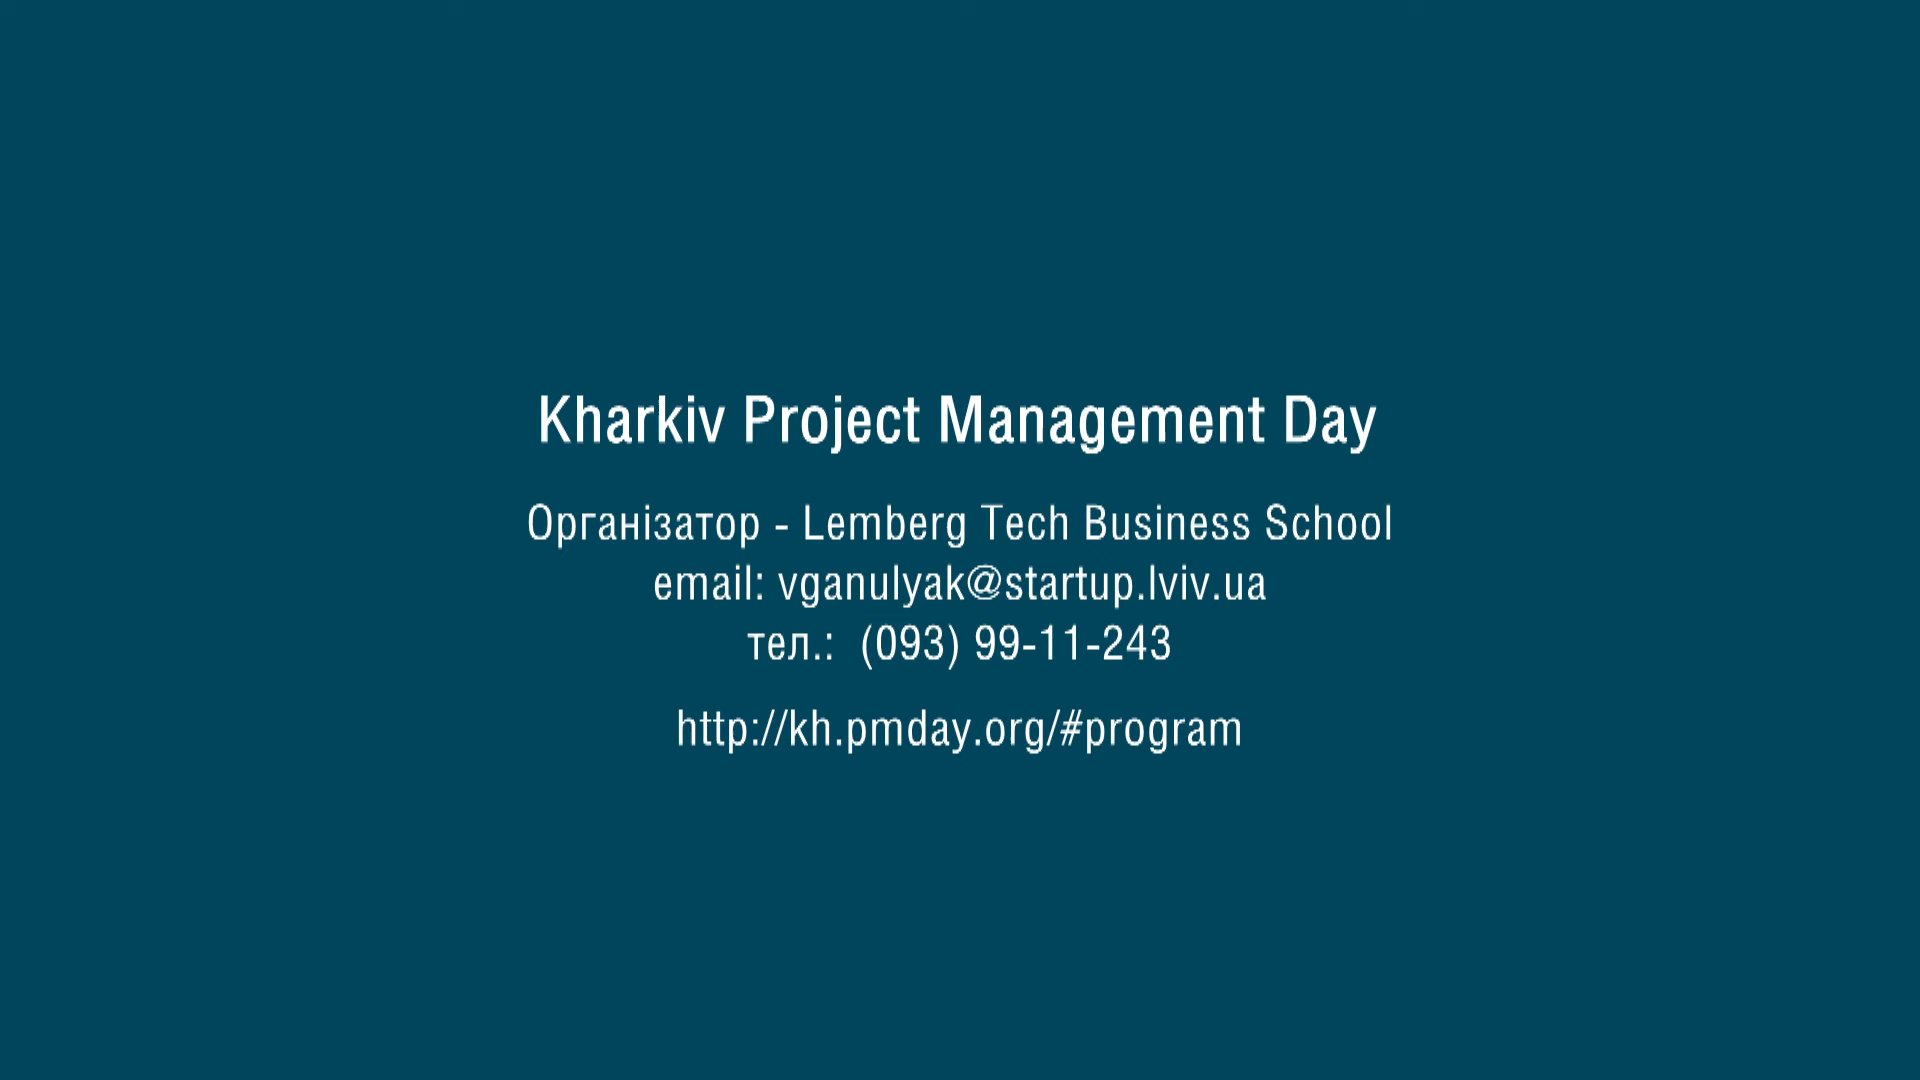 Kharkiv Project Management Day
Організатор - Lemberg Tech Business School
email: vganulyak@startup.lviv.ua
тел.: (093) 99-11-243
http://kh.pmday.org/#program